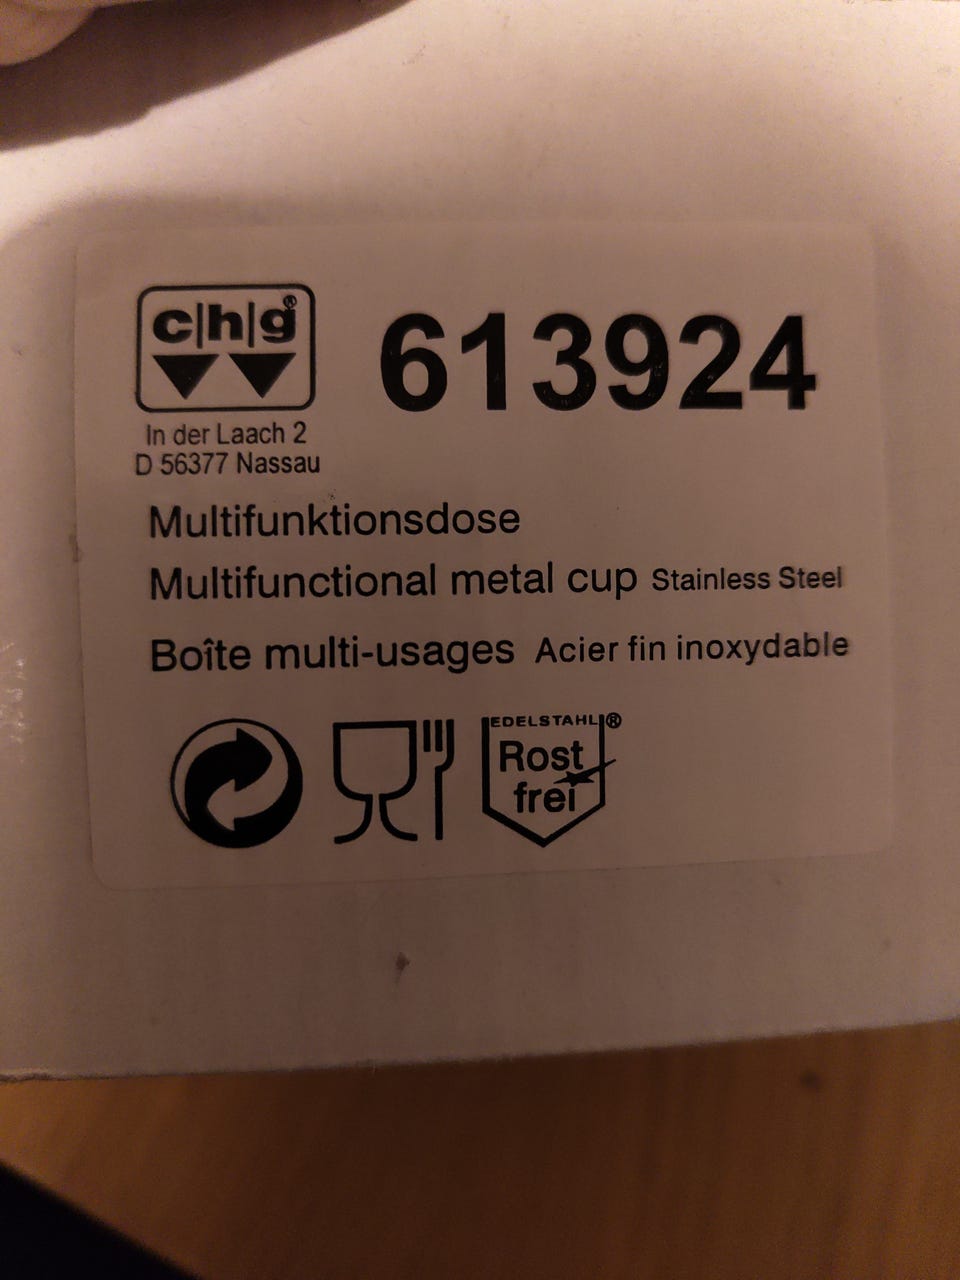 c|h|g®
613924
In der Laach 2
D 56377 Nassau
Multifunktionsdose
Multifunctional metal cup Stainless Steel
Boîte multi-usages Acier fin inoxydable
EDELSTAHL®
Rost
frei